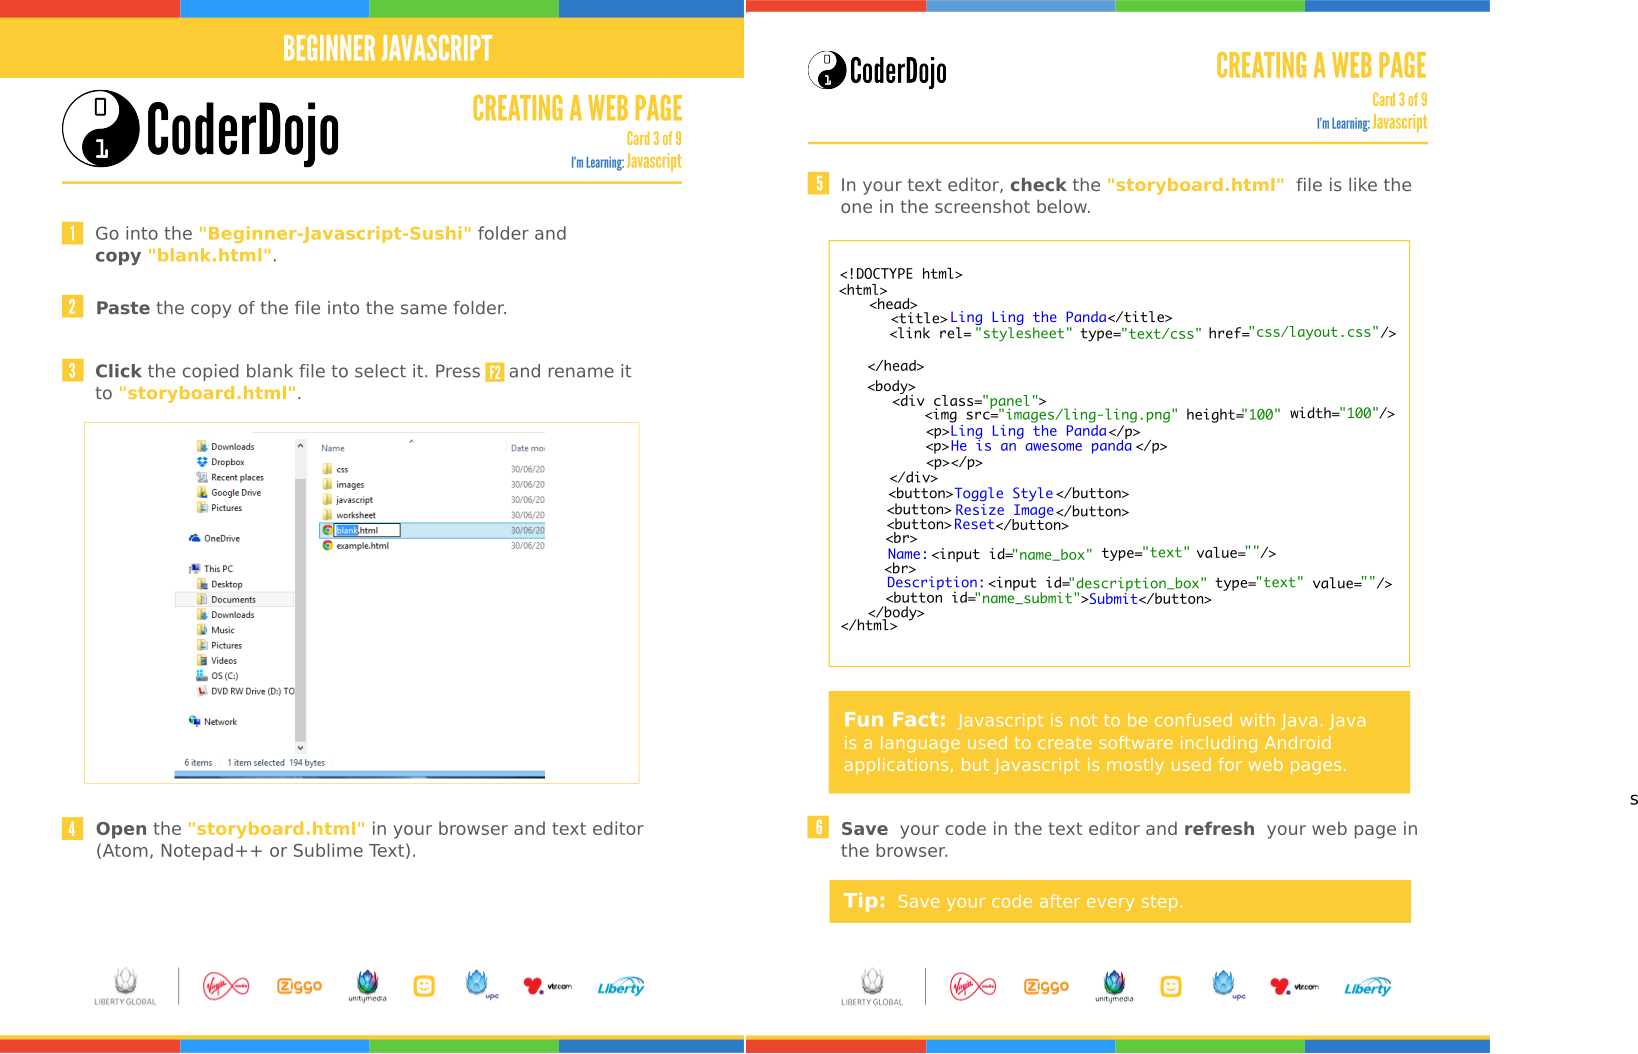 BEGINNER JAVASCRIPT
CoderDojo
CREATING A WEB PAGE
Card 3 of 9
I'm Learning: Javascript
1 Go into the "Beginner-Javascript-Sushi" folder and
copy "blank.html".
2 Paste the copy of the file into the same folder.
3 Click the copied blank file to select it. Press F2 and rename it
to "storyboard.html".
Downloads
Dropbox
Recent places
Google Drive
Pictures
OneDrive
This PC
Desktop
Documents
Downloads
Music
Pictures
Videos
OS (C:)
DVD RW Drive (D:) TO
Network
Name Date mo
css 30/06/20
images 30/06/20
javascript 30/06/20
worksheet 30/06/20
blank.html 30/06/20
example.html 30/06/20
6 items 1 item selected 194 bytes
4 Open the "storyboard.html" in your browser and text editor
(Atom, Notepad++ or Sublime Text).
LIBERTY GLOBAL Virgin media Ziggo unitymedia upc vtr.com Liberty
CoderDojo
CREATING A WEB PAGE
Card 3 of 9
I'm Learning: Javascript
5 In your text editor, check the "storyboard.html" file is like the
one in the screenshot below.
<!DOCTYPE html>
<html>
<head>
<title>Ling Ling the Panda</title>
<link rel="stylesheet" type="text/css" href="css/layout.css"/>
</head>
<body>
<div class="panel">
<img src="images/ling-ling.png" height="100" width="100"/>
<p>Ling Ling the Panda</p>
<p>He is an awesome panda</p>
<p></p>
</div>
<button>Toggle Style</button>
<button>Resize Image</button>
<button>Reset</button>
<br>
Name:<input id="name_box" type="text" value=""/>
<br>
Description:<input id="description_box" type="text" value=""/>
<button id="name_submit">Submit</button>
</body>
</html>
Fun Fact: Javascript is not to be confused with Java. Java
is a language used to create software including Android
applications, but Javascript is mostly used for web pages.
s
6 Save your code in the text editor and refresh your web page in
the browser.
Tip: Save your code after every step.
LIBERTY GLOBAL Virgin media Ziggo unitymedia upc vtr.com Liberty